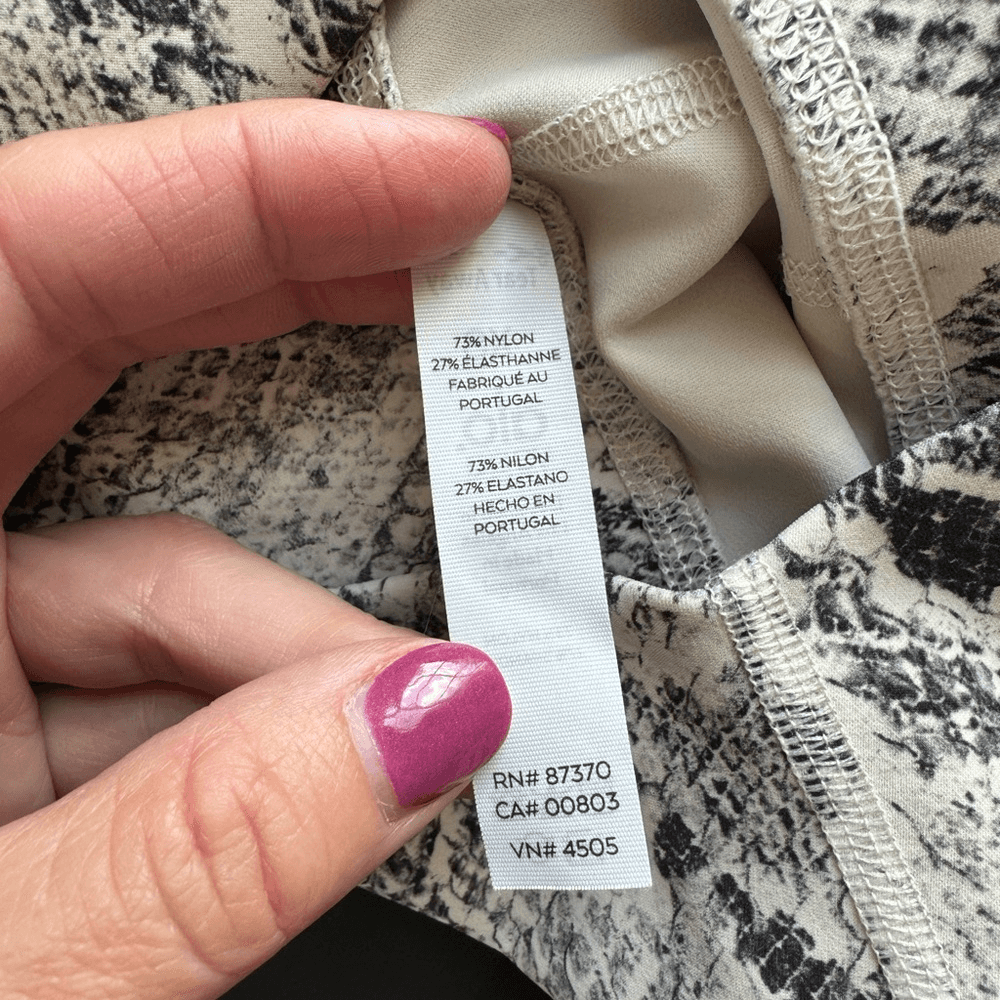 73% NYLON
27% ÉLASTHANNE
FABRIQUÉ AU
PORTUGAL
73% NILON
27% ELASTANO
HECHO EN
PORTUGAL
RN# 87370
CA# 00803
VN# 4505